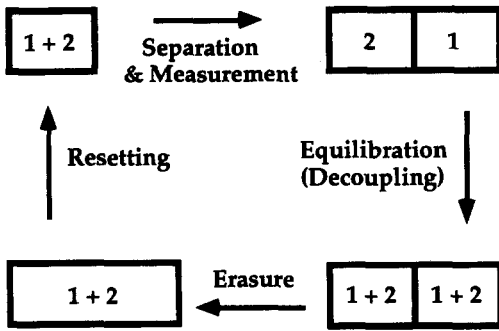 1 + 2
Separation
& Measurement
2 1
Resetting
Equilibration
(Decoupling)
1 + 2
Erasure
1 + 2 1 + 2